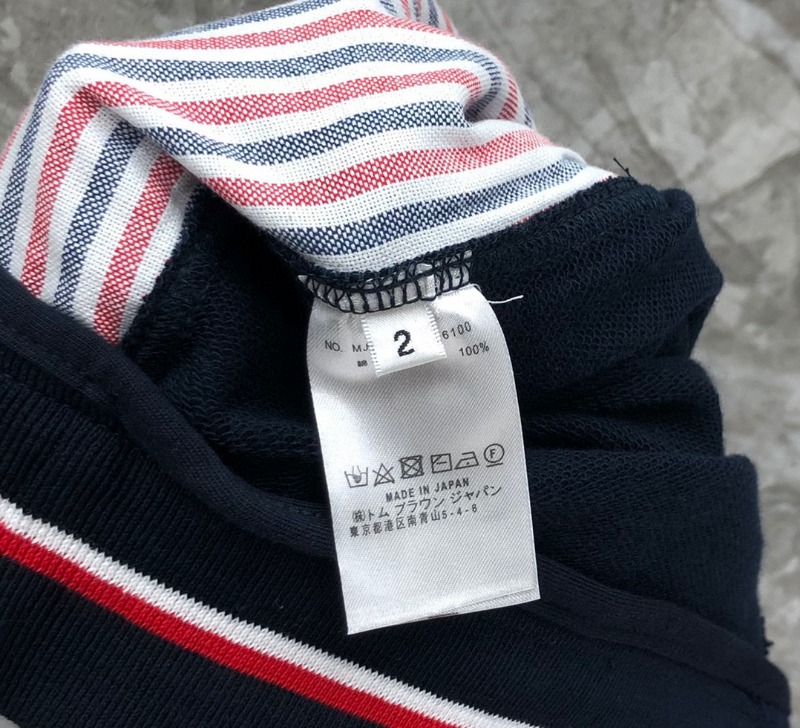 NO. MJ 6100
2
100%
MADE IN JAPAN
㈱トム ブラウン ジャパン
東京都港区南青山5-4-6